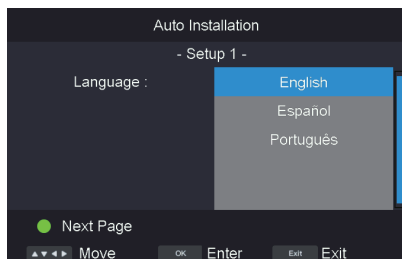 Auto Installation
- Setup 1 -
Language : English
Español
Português
Next Page
▲▼◀▶ Move OK Enter Exit Exit